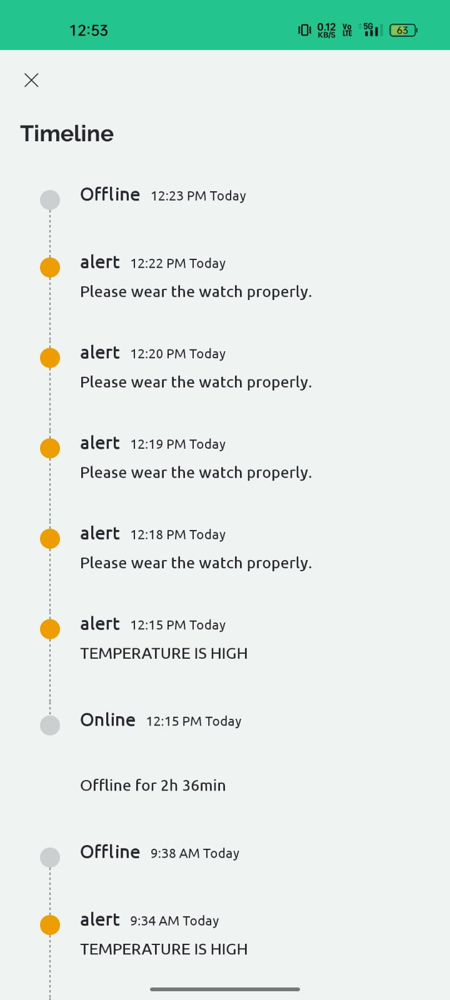 12:53
0.12 KB/S Vo LTE 5G 63
Timeline
Offline 12:23 PM Today
alert 12:22 PM Today
Please wear the watch properly.
alert 12:20 PM Today
Please wear the watch properly.
alert 12:19 PM Today
Please wear the watch properly.
alert 12:18 PM Today
Please wear the watch properly.
alert 12:15 PM Today
TEMPERATURE IS HIGH
Online 12:15 PM Today
Offline for 2h 36min
Offline 9:38 AM Today
alert 9:34 AM Today
TEMPERATURE IS HIGH